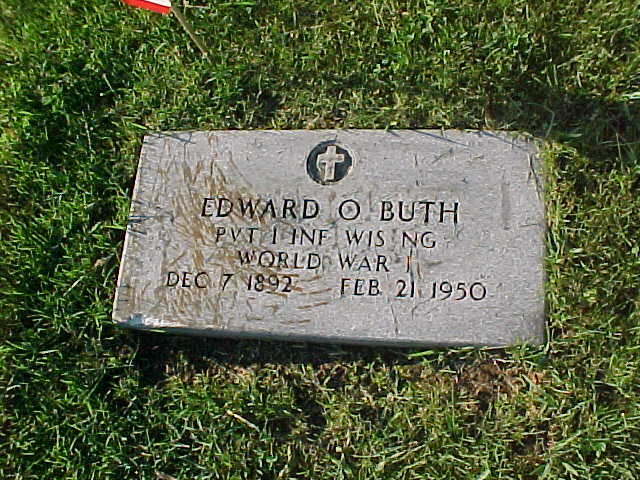 EDWARD O BUTH
PVT 1 INF WIS NG
WORLD WAR I
DEC 7 1892 FEB 21 1950